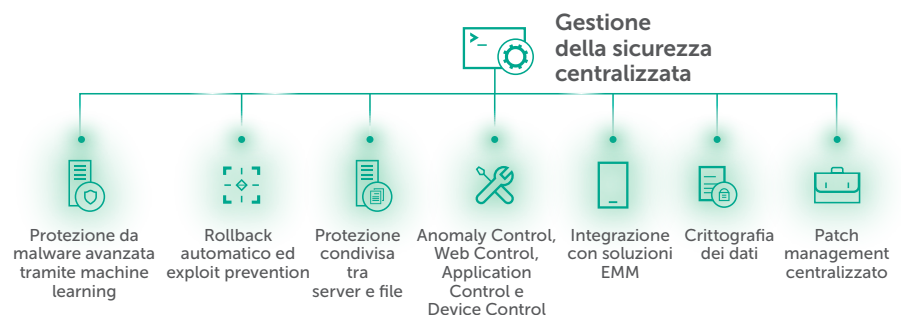 >_
Gestione
della sicurezza
centralizzata
Protezione da
malware avanzata
tramite machine
learning
Rollback
automatico ed
exploit prevention
Protezione
condivisa
tra
server e file
Anomaly Control,
Web Control,
Application
Control e
Device Control
Integrazione
con soluzioni
EMM
Crittografia
dei dati
Patch
management
centralizzato